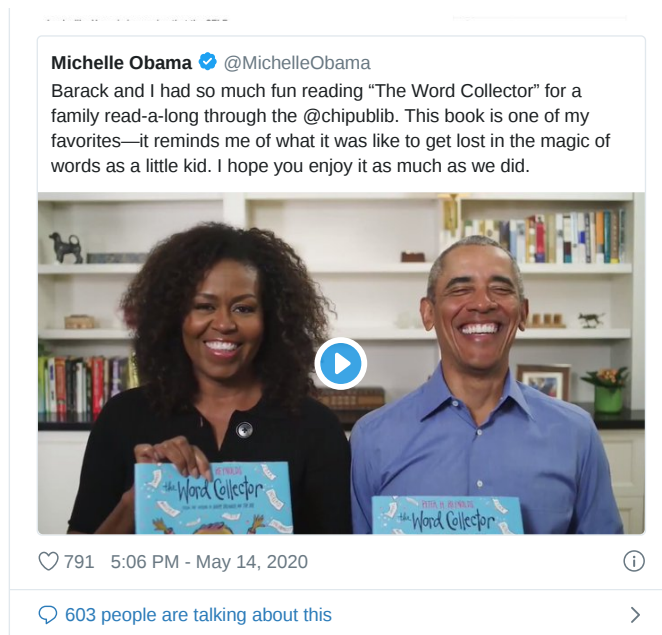 Michelle Obama @MichelleObama
Barack and I had so much fun reading “The Word Collector” for a
family read-a-long through the @chipublib. This book is one of my
favorites—it reminds me of what it was like to get lost in the magic of
words as a little kid. I hope you enjoy it as much as we did.
REYNOLDS
the Word Collector
PETER H. REYNOLDS
the Word Collector
791 5:06 PM - May 14, 2020
603 people are talking about this